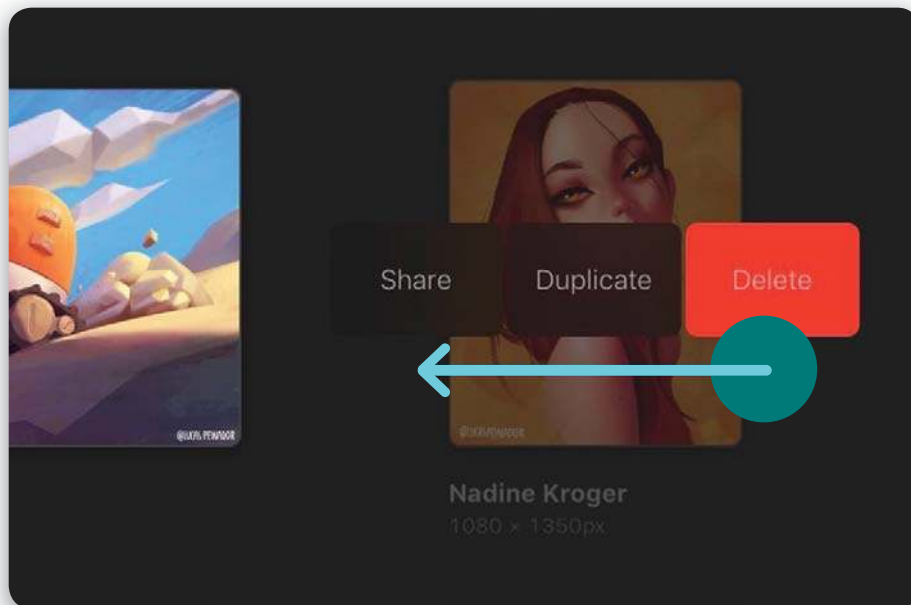 Share
Duplicate
Delete
Nadine Kroger
1080 × 1350px